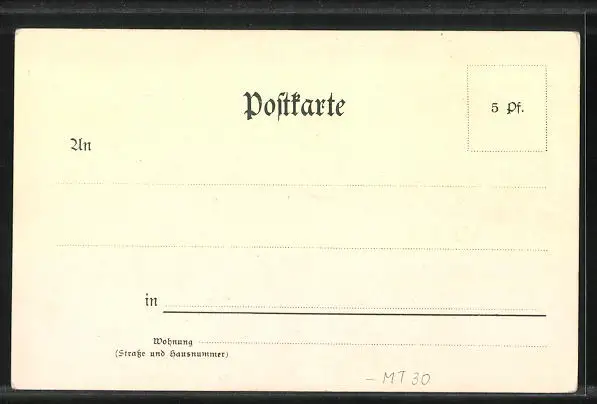 Postkarte
5 Pf.
An
in
Wohnung
(Straße und Hausnummer)
- MT 30